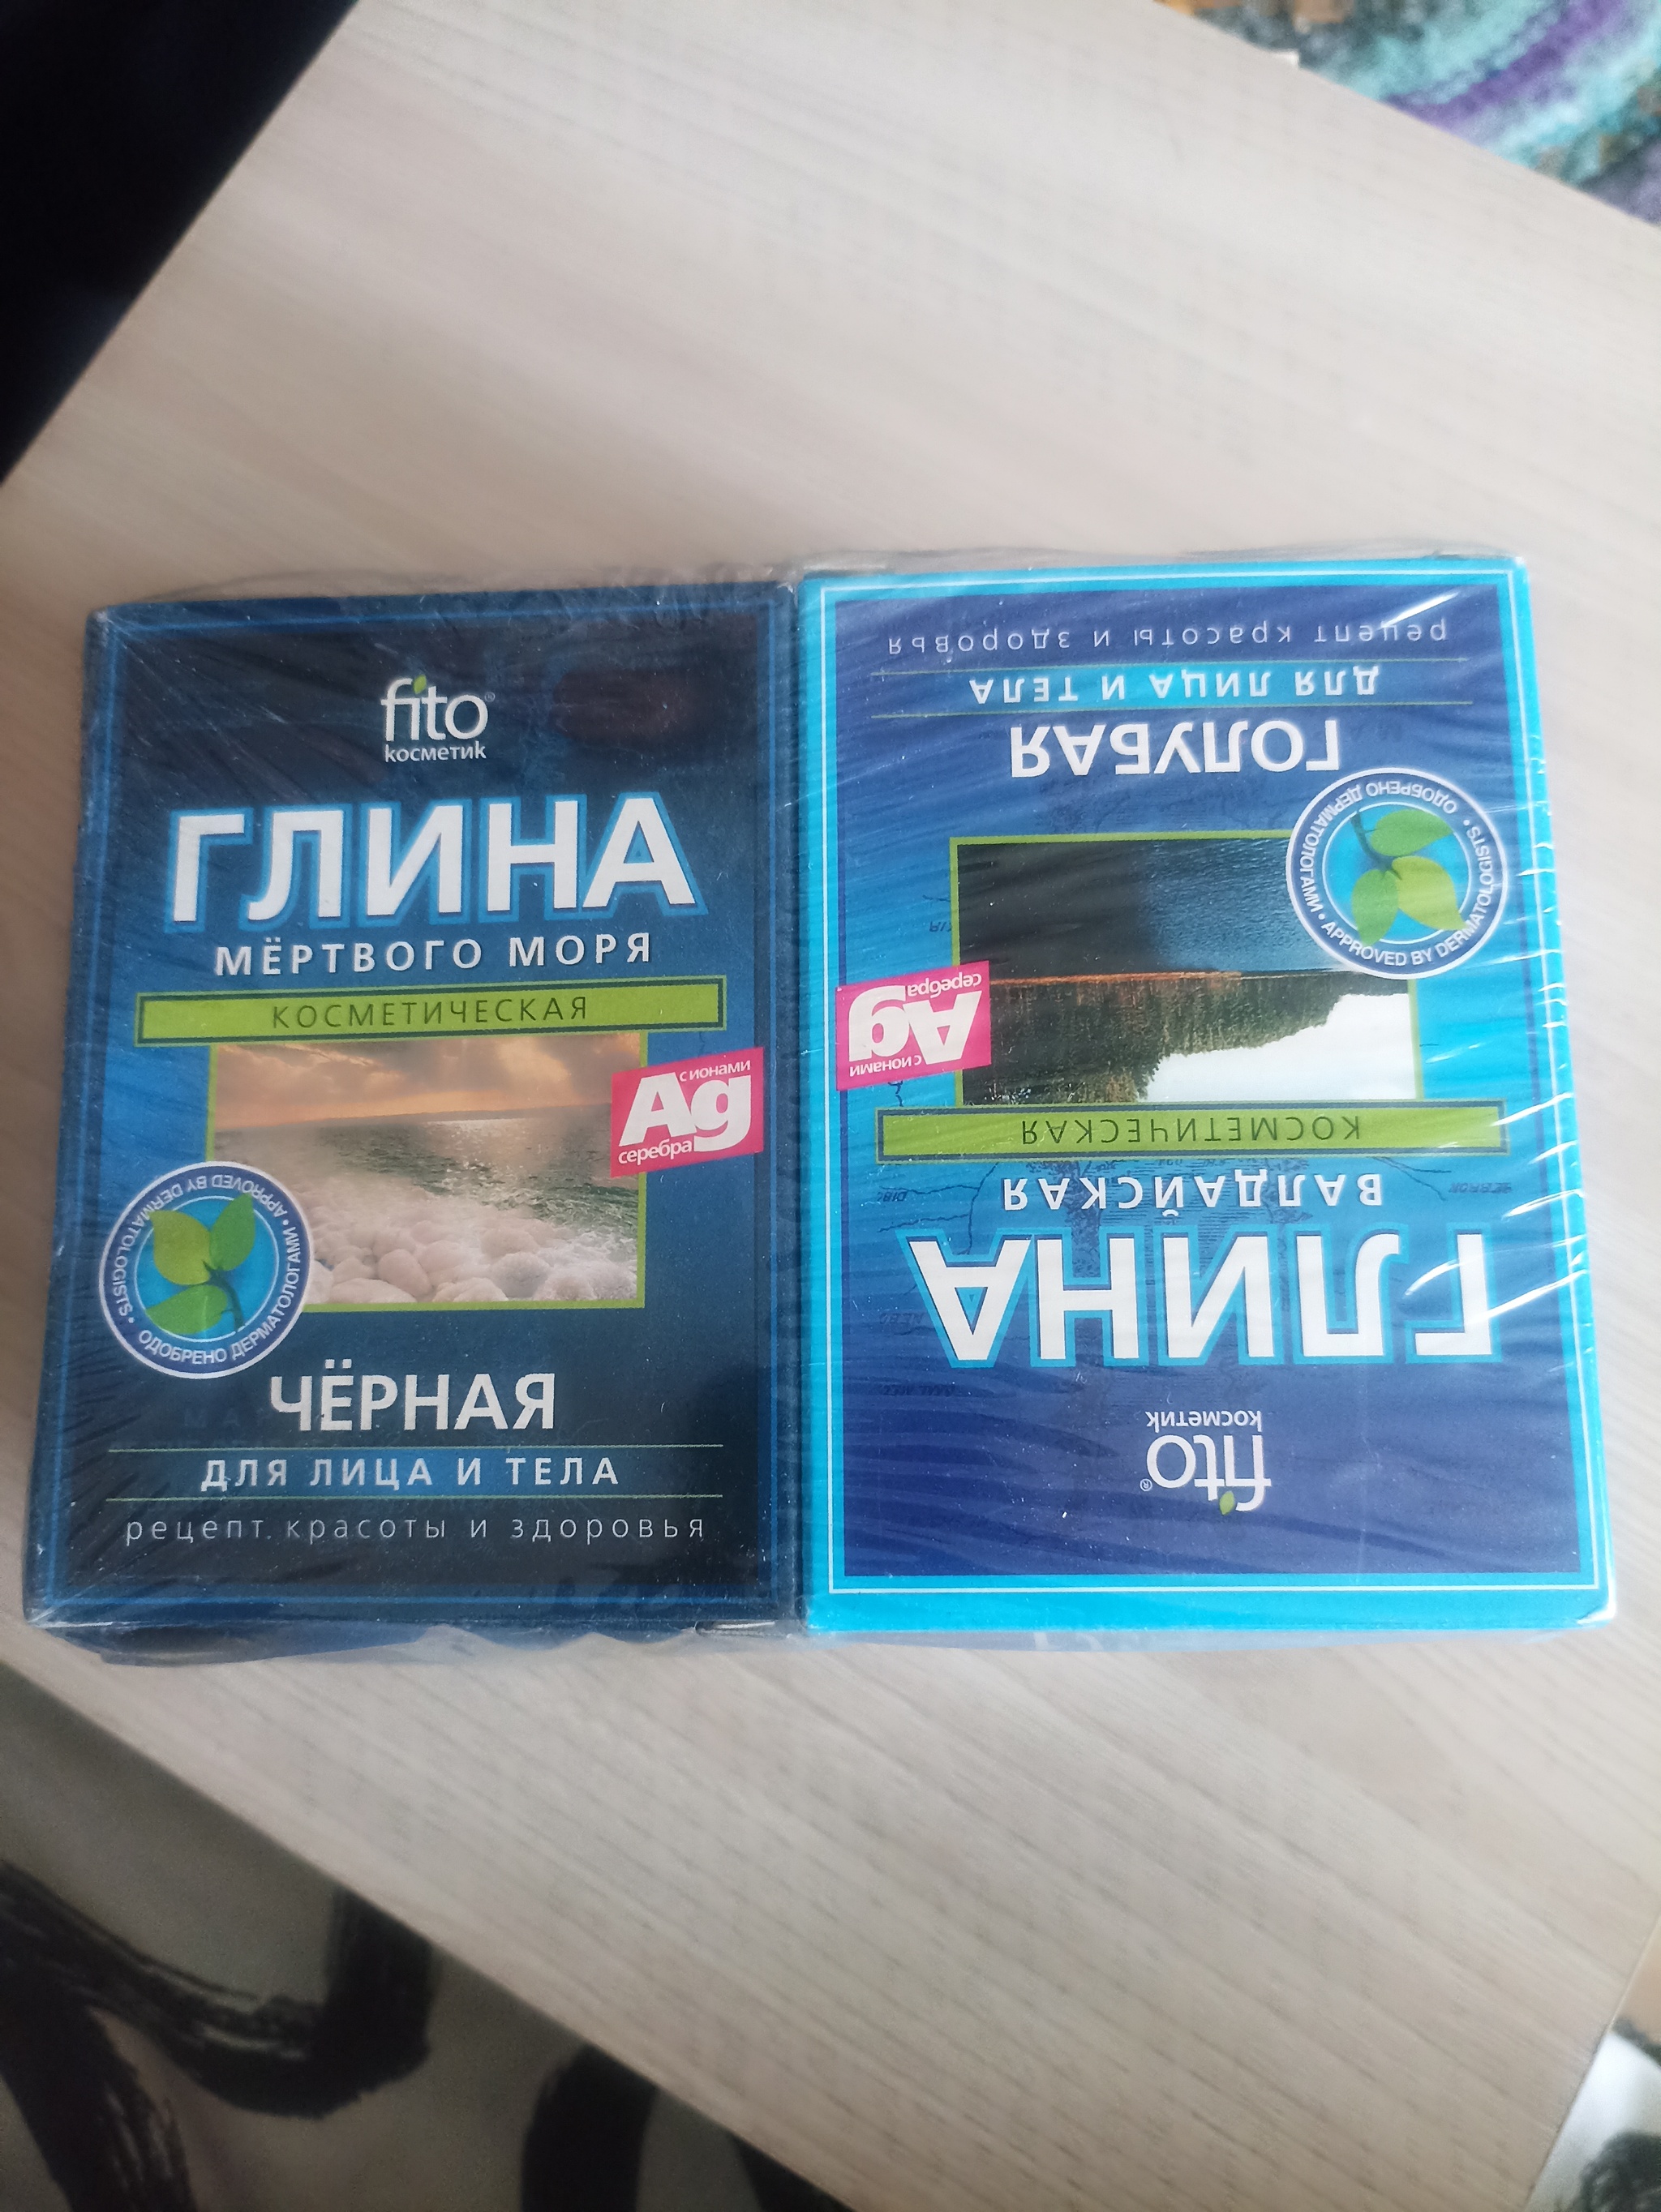 fito®
косметик
ГЛИНА
МЁРТВОГО МОРЯ
КОСМЕТИЧЕСКАЯ
с ионами
Ag
серебра
ОДОБРЕНО ДЕРМАТОЛОГАМИ • APPROVED BY DERMATOLOGISTS •
ЧЁРНАЯ
ДЛЯ ЛИЦА И ТЕЛА
рецепт красоты и здоровья
fito®
косметик
ГЛИНА
ВАЛДАЙСКАЯ
КОСМЕТИЧЕСКАЯ
с ионами
Ag
серебра
ОДОБРЕНО ДЕРМАТОЛОГАМИ • APPROVED BY DERMATOLOGISTS •
ГОЛУБАЯ
ДЛЯ ЛИЦА И ТЕЛА
рецепт красоты и здоровья